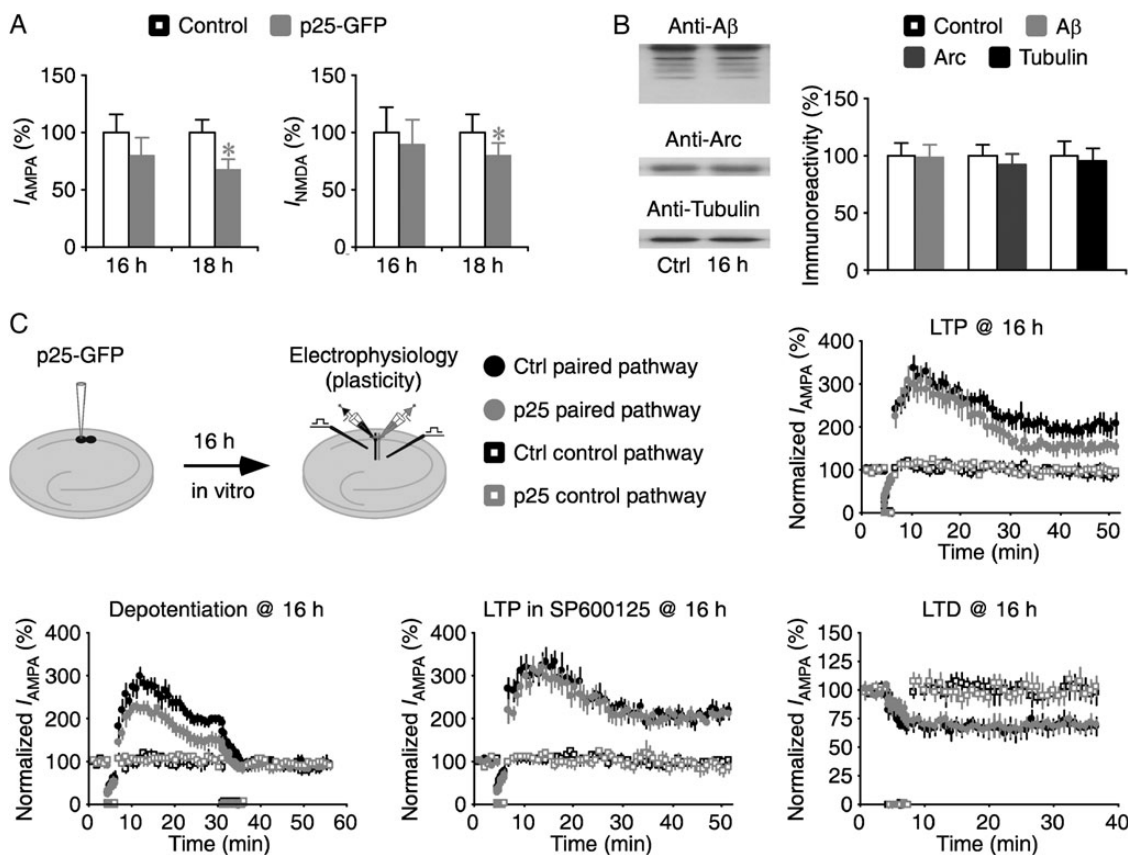 A
Control p25-GFP
I_AMPA (%)
150
100
50
0
16 h 18 h
I_NMDA (%)
150
100
50
0
*
16 h 18 h
*
B
Anti-Aβ
Anti-Arc
Anti-Tubulin
Ctrl 16 h
Control Aβ
Arc Tubulin
Immunoreactivity (%)
150
100
50
0
C
p25-GFP
16 h
in vitro
Electrophysiology
(plasticity)
Ctrl paired pathway
p25 paired pathway
Ctrl control pathway
p25 control pathway
LTP @ 16 h
Normalized I_AMPA (%)
400
300
200
100
0
0 10 20 30 40 50
Time (min)
Depotentiation @ 16 h
Normalized I_AMPA (%)
400
300
200
100
0
0 10 20 30 40 50 60
Time (min)
LTP in SP600125 @ 16 h
Normalized I_AMPA (%)
400
300
200
100
0
0 10 20 30 40 50
Time (min)
LTD @ 16 h
Normalized I_AMPA (%)
150
125
100
75
50
25
0
0 10 20 30 40
Time (min)